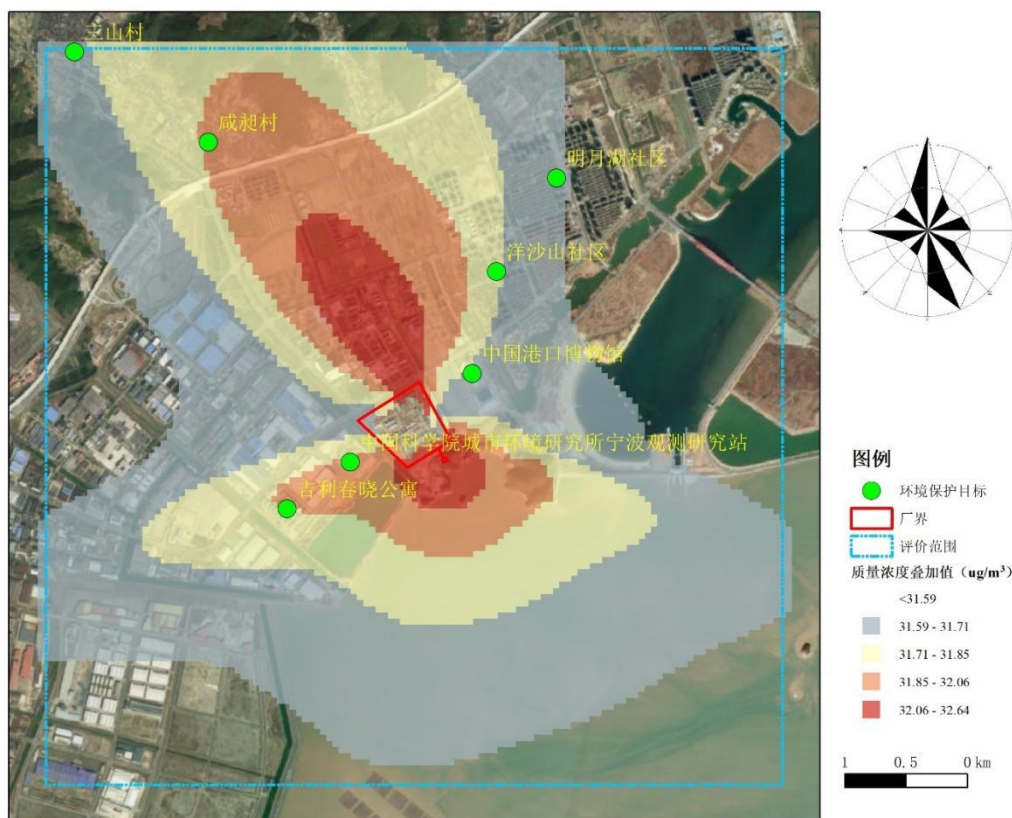 三山村
咸昶村
明月湖社区
洋沙山社区
中国港口博物馆
中国科学院城市环境研究所宁波观测研究站
吉利春晓公寓
图例
环境保护目标
厂界
评价范围
质量浓度叠加值（ug/m³）
<31.59
31.59 - 31.71
31.71 - 31.85
31.85 - 32.06
32.06 - 32.64
1 0.5 0 km